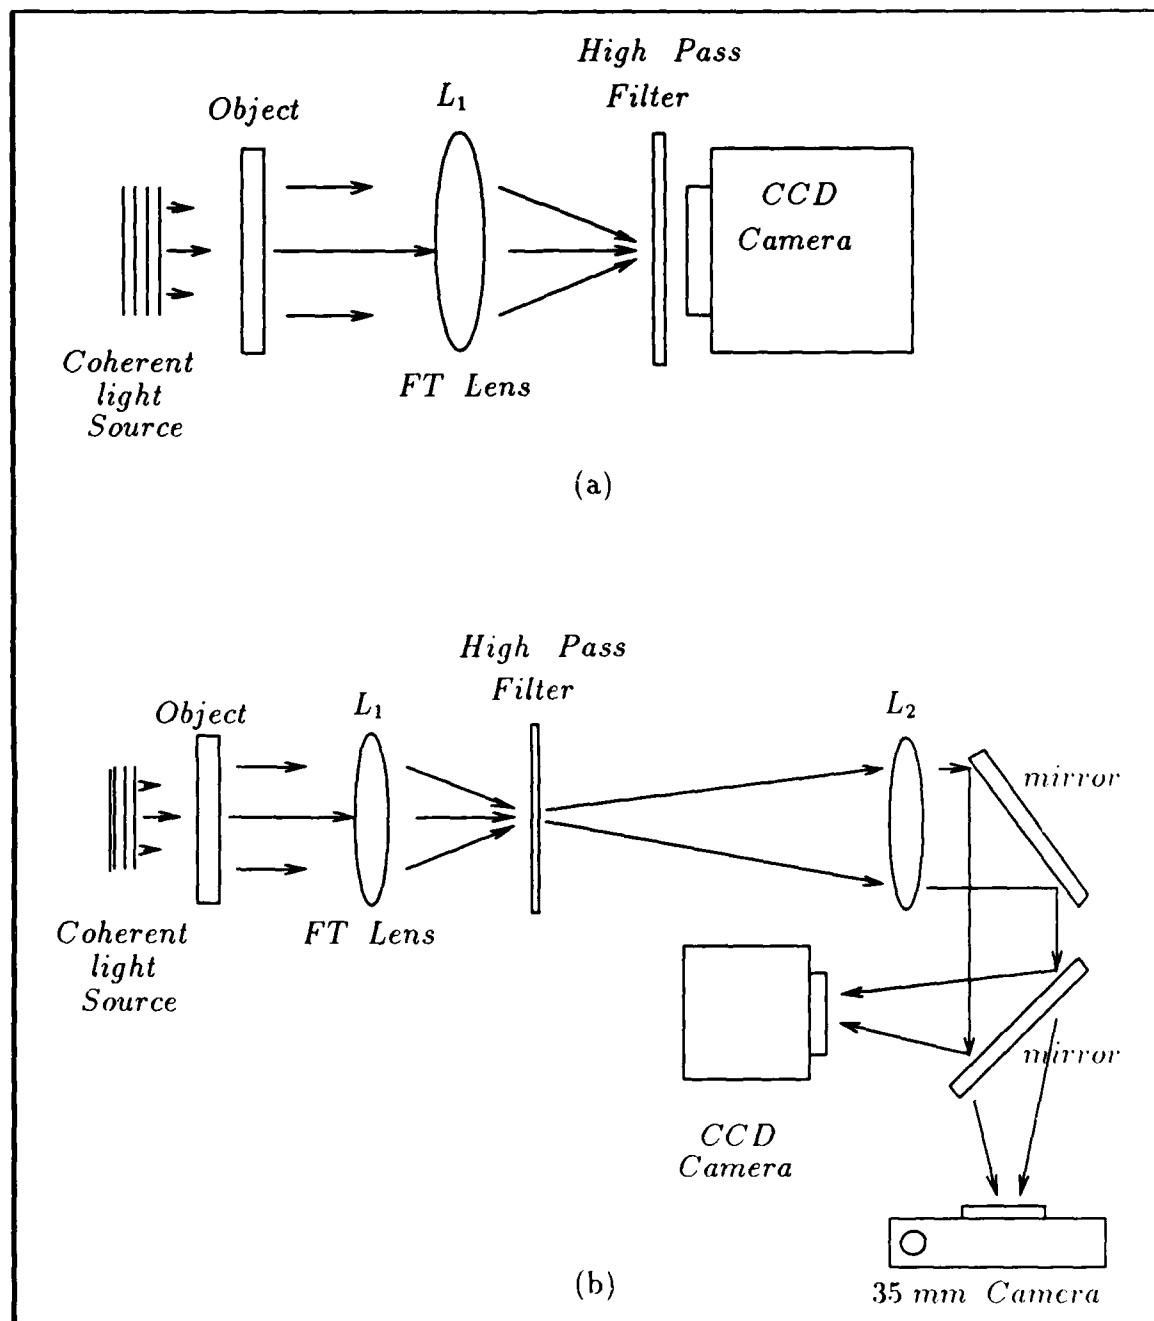 High Pass
Filter
L1
Object
CCD
Camera
Coherent
light
Source
FT Lens
(a)
High Pass
Filter
L1
L2
Object
mirror
Coherent
light
Source
FT Lens
mirror
CCD
Camera
(b)
35 mm Camera